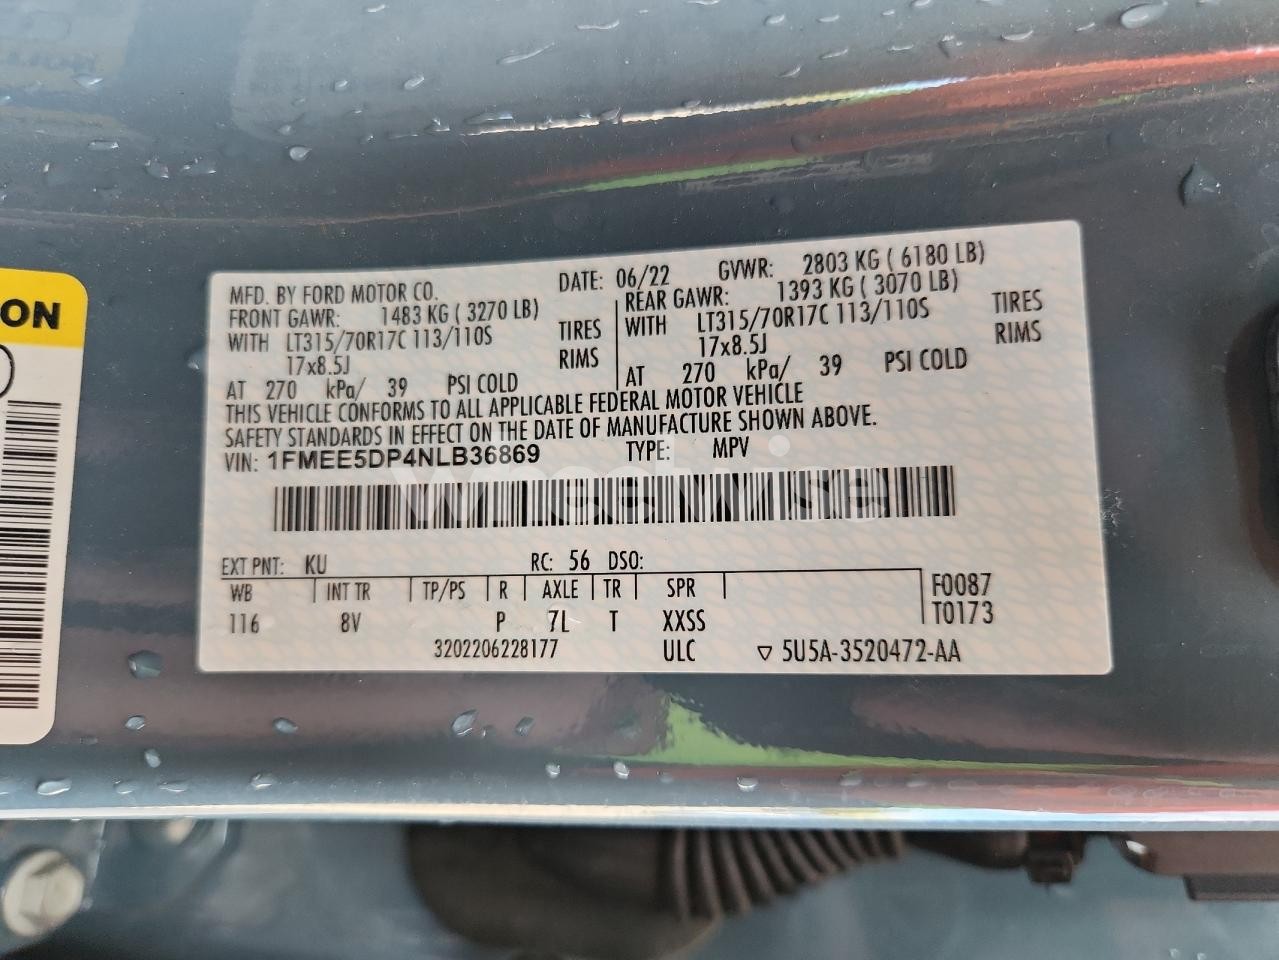 ON
MFD. BY FORD MOTOR CO. DATE: 06/22 GVWR: 2803 KG ( 6180 LB)
FRONT GAWR: 1483 KG ( 3270 LB) REAR GAWR: 1393 KG ( 3070 LB)
WITH LT315/70R17C 113/110S TIRES WITH LT315/70R17C 113/110S TIRES
17x8.5J RIMS 17x8.5J RIMS
AT 270 kPa/ 39 PSI COLD AT 270 kPa/ 39 PSI COLD
THIS VEHICLE CONFORMS TO ALL APPLICABLE FEDERAL MOTOR VEHICLE
SAFETY STANDARDS IN EFFECT ON THE DATE OF MANUFACTURE SHOWN ABOVE.
VIN: 1FMEE5DP4NLB36869 TYPE: MPV
Wheelwise
EXT PNT: KU RC: 56 DSO:
WB INT TR TP/PS R AXLE TR SPR F0087
116 8V P 7L T XXSS T0173
3202206228177 ULC ▽ 5U5A-3520472-AA